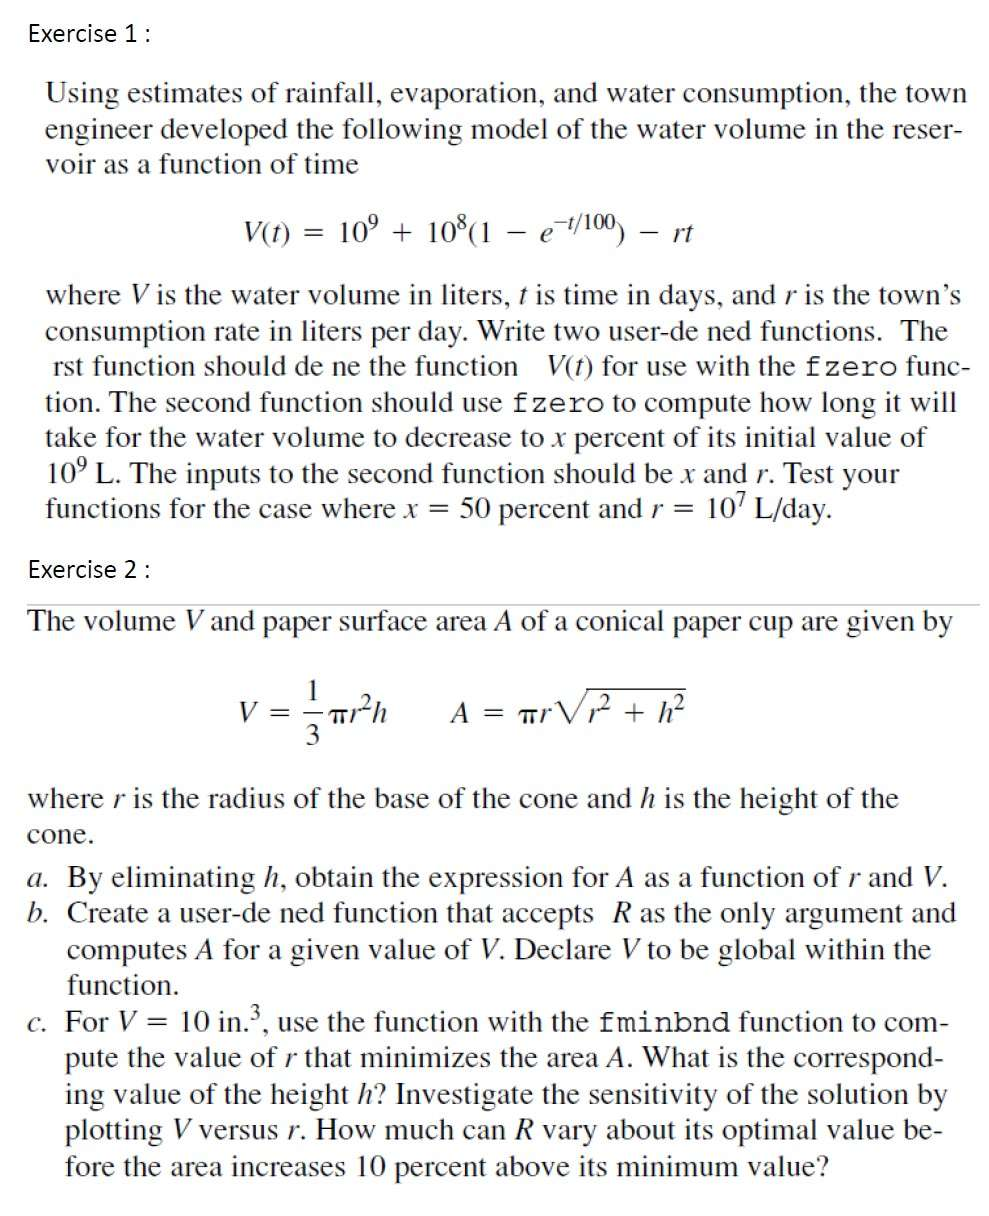 Exercise 1 :
Using estimates of rainfall, evaporation, and water consumption, the town
engineer developed the following model of the water volume in the reser-
voir as a function of time
V(t) = 10⁹ + 10⁸(1 − e^{−t/100}) − rt
where V is the water volume in liters, t is time in days, and r is the town’s
consumption rate in liters per day. Write two user-de ned functions. The
rst function should de ne the function V(t) for use with the fzero func-
tion. The second function should use fzero to compute how long it will
take for the water volume to decrease to x percent of its initial value of
10⁹ L. The inputs to the second function should be x and r. Test your
functions for the case where x = 50 percent and r = 10⁷ L/day.
Exercise 2 :
The volume V and paper surface area A of a conical paper cup are given by
V = \frac{1}{3}πr²h A = πr√(r² + h²)
where r is the radius of the base of the cone and h is the height of the
cone.
a. By eliminating h, obtain the expression for A as a function of r and V.
b. Create a user-de ned function that accepts R as the only argument and
computes A for a given value of V. Declare V to be global within the
function.
c. For V = 10 in.³, use the function with the fminbnd function to com-
pute the value of r that minimizes the area A. What is the correspond-
ing value of the height h? Investigate the sensitivity of the solution by
plotting V versus r. How much can R vary about its optimal value be-
fore the area increases 10 percent above its minimum value?